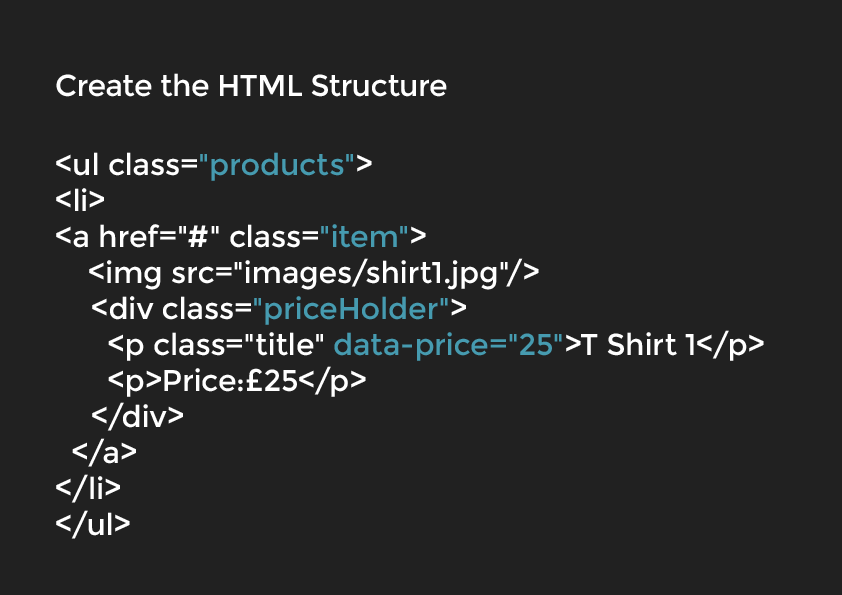 Create the HTML Structure
<ul class="products">
<li>
<a href="#" class="item">
<img src="images/shirt1.jpg"/>
<div class="priceHolder">
<p class="title" data-price="25">T Shirt 1</p>
<p>Price:£25</p>
</div>
</a>
</li>
</ul>